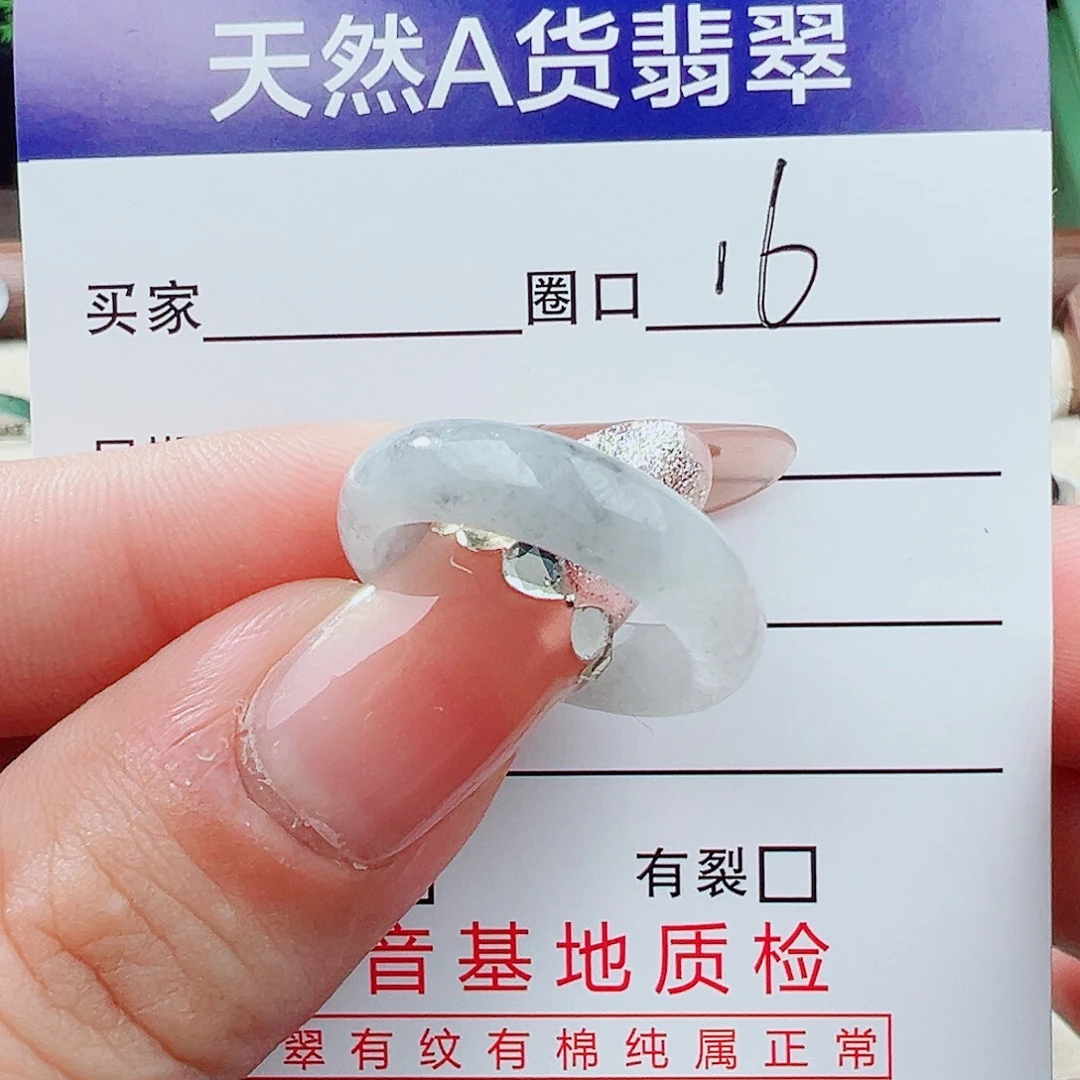 天然A货翡翠
买家 圈口 16
有裂
音基地质检
翠有纹有棉纯属正常